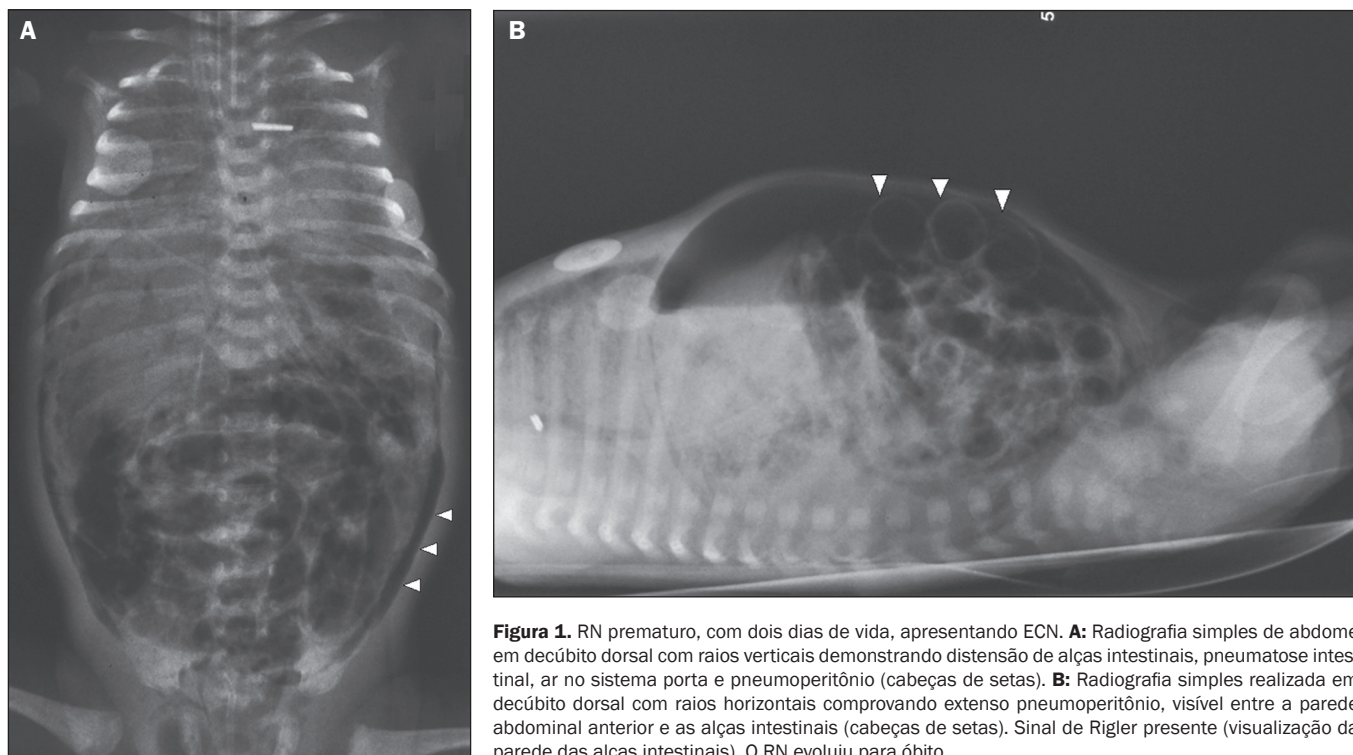 A
B
5
Figura 1. RN prematuro, com dois dias de vida, apresentando ECN. A: Radiografia simples de abdome
em decúbito dorsal com raios verticais demonstrando distensão de alças intestinais, pneumatose intes-
tinal, ar no sistema porta e pneumoperitônio (cabeças de setas). B: Radiografia simples realizada em
decúbito dorsal com raios horizontais comprovando extenso pneumoperitônio, visível entre a parede
abdominal anterior e as alças intestinais (cabeças de setas). Sinal de Rigler presente (visualização da
parede das alças intestinais). O RN evoluiu para óbito.